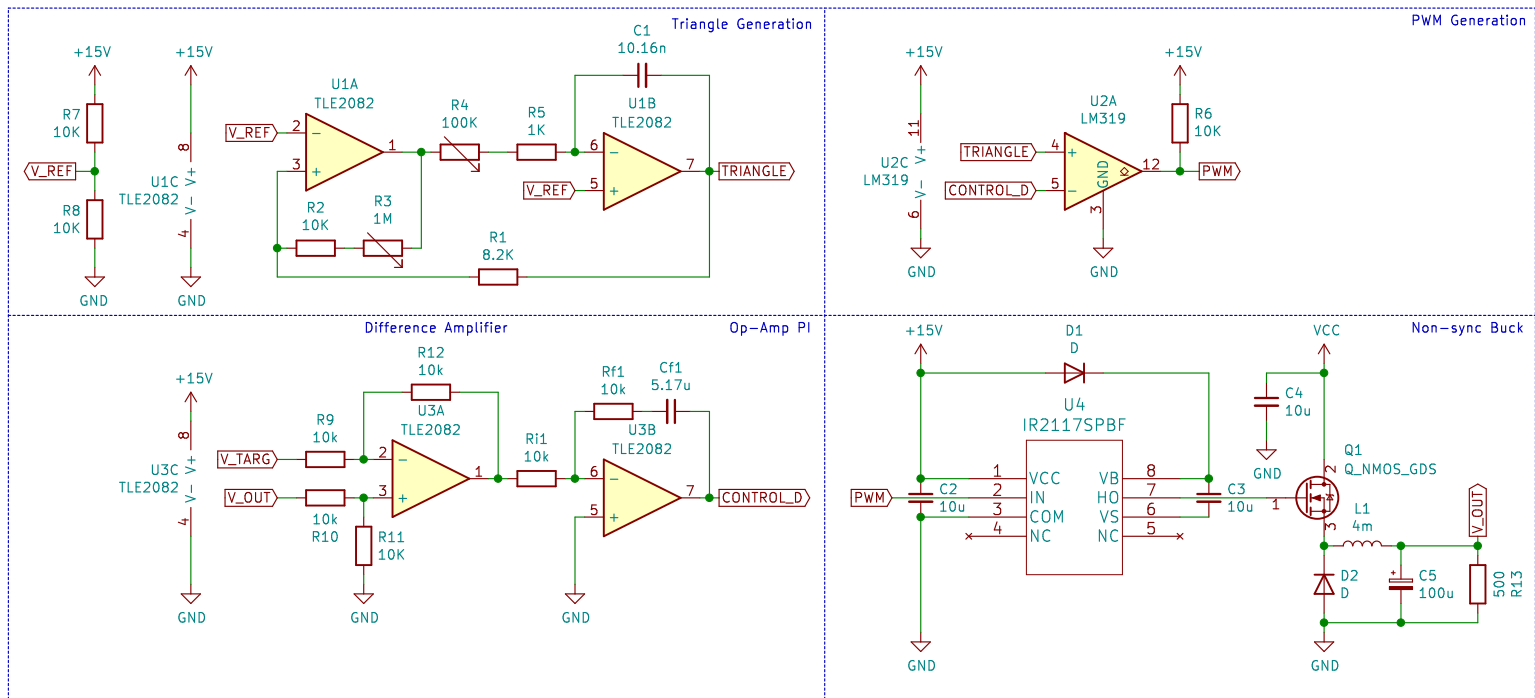 Triangle Generation
+15V
+15V
R7
10K
V_REF
R8
10K
GND
8
V+
U1C
TLE2082
V-
4
GND
U1A
TLE2082
V_REF
2
3
-
+
1
R4
100K
R5
1K
C1
10.16n
U1B
TLE2082
6
-
V_REF
5
+
7
TRIANGLE
R2
10K
R3
1M
R1
8.2K
PWM Generation
+15V
11
V+
U2C
LM319
V-
6
GND
U2A
LM319
TRIANGLE
4
+
CONTROL_D
5
-
GND
3
GND
12
+15V
R6
10K
PWM
Difference Amplifier
Op-Amp PI
+15V
8
V+
U3C
TLE2082
V-
4
GND
R12
10k
U3A
TLE2082
R9
10k
V_TARG
2
-
V_OUT
3
+
1
10k
R10
R11
10K
GND
Ri1
10k
Rf1
10k
Cf1
5.17u
U3B
TLE2082
6
-
5
+
7
CONTROL_D
GND
Non-sync Buck
+15V
D1
D
U4
IR2117SPBF
1
VCC
PWM
2
IN
3
COM
4
NC
VB
8
HO
7
VS
6
NC
5
C2
10u
GND
C3
10u
VCC
C4
10u
GND
Q1
Q_NMOS_GDS
2
1
3
L1
4m
V_OUT
D2
D
+
C5
100u
500
R13
GND